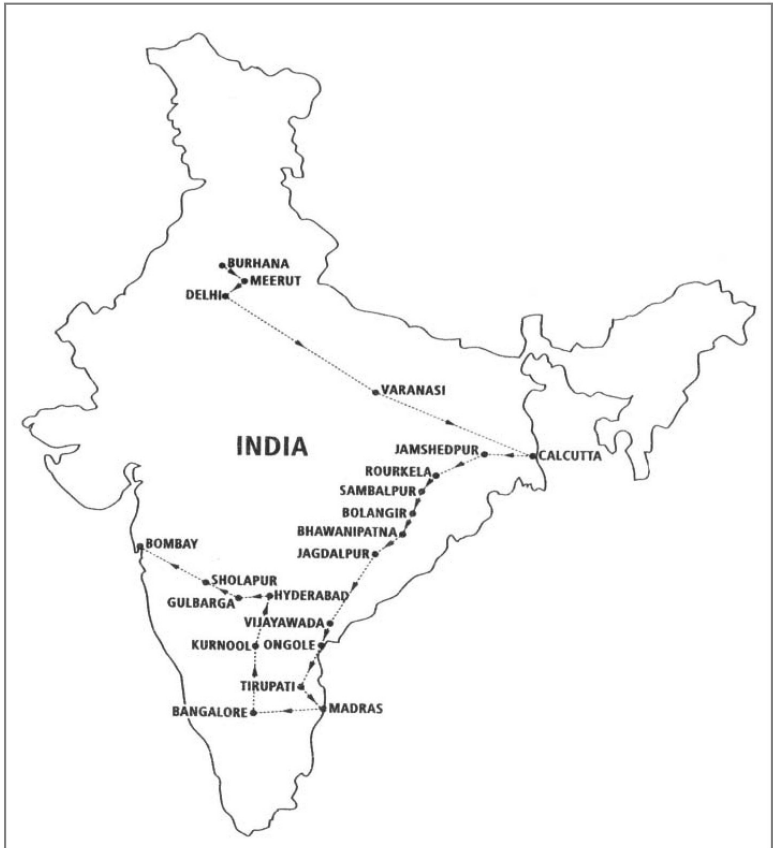 BURHANA
MEERUT
DELHI
VARANASI
INDIA
JAMSHEDPUR
CALCUTTA
ROURKELA
SAMBALPUR
BOLANGIR
BHAWANIPATNA
BOMBAY
JAGDALPUR
SHOLAPUR
HYDERABAD
GULBARGA
VIJAYAWADA
KURNOOL
ONGOLE
TIRUPATI
BANGALORE
MADRAS